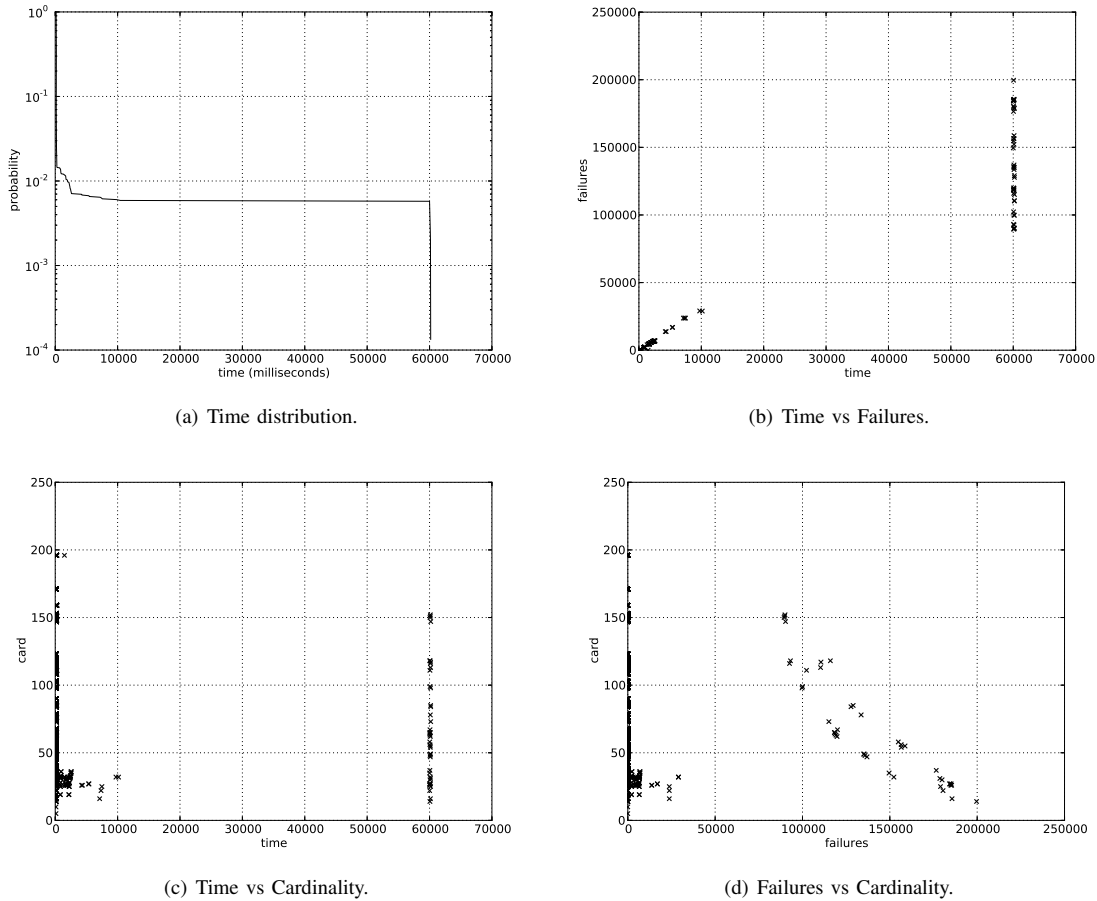 10^0
10^-1
10^-2
10^-3
10^-4
probability
0 10000 20000 30000 40000 50000 60000 70000
time (milliseconds)
(a) Time distribution.
250000
200000
150000
100000
50000
0
failures
0 10000 20000 30000 40000 50000 60000 70000
time
(b) Time vs Failures.
250
200
150
100
50
0
card
0 10000 20000 30000 40000 50000 60000 70000
time
(c) Time vs Cardinality.
250
200
150
100
50
0
card
0 50000 100000 150000 200000 250000
failures
(d) Failures vs Cardinality.